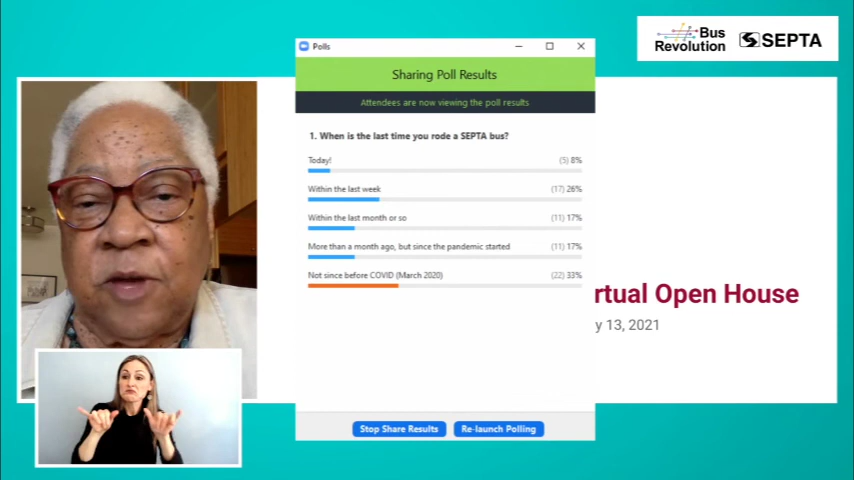 Bus
Revolution
SEPTA
Polls
Sharing Poll Results
Attendees are now viewing the poll results
1. When is the last time you rode a SEPTA bus?
Today! (5) 8%
Within the last week (17) 26%
Within the last month or so (11) 17%
More than a month ago, but since the pandemic started (11) 17%
Not since before COVID (March 2020) (22) 33%
rtual Open House
y 13, 2021
Stop Share Results Re-launch Polling